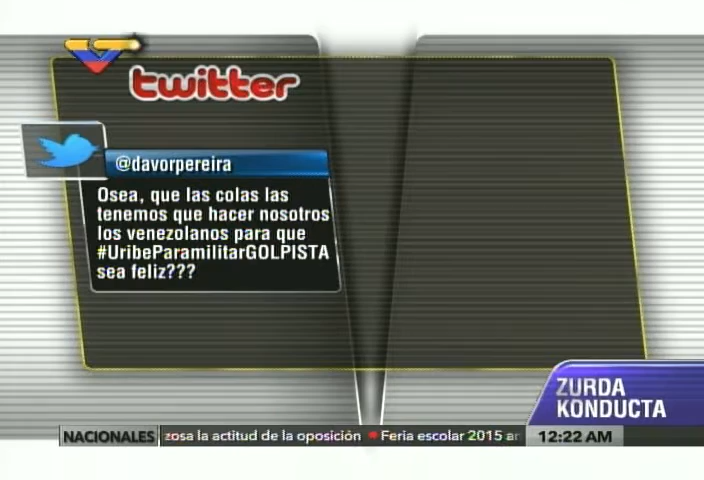 twitter
@davorpereira
Osea, que las colas las
tenemos que hacer nosotros
los venezolanos para que
#UribeParamilitarGOLPISTA
sea feliz???
ZURDA
KONDUCTA
NACIONALES zosa la actitud de la oposición • Feria escolar 2015 12:22 AM